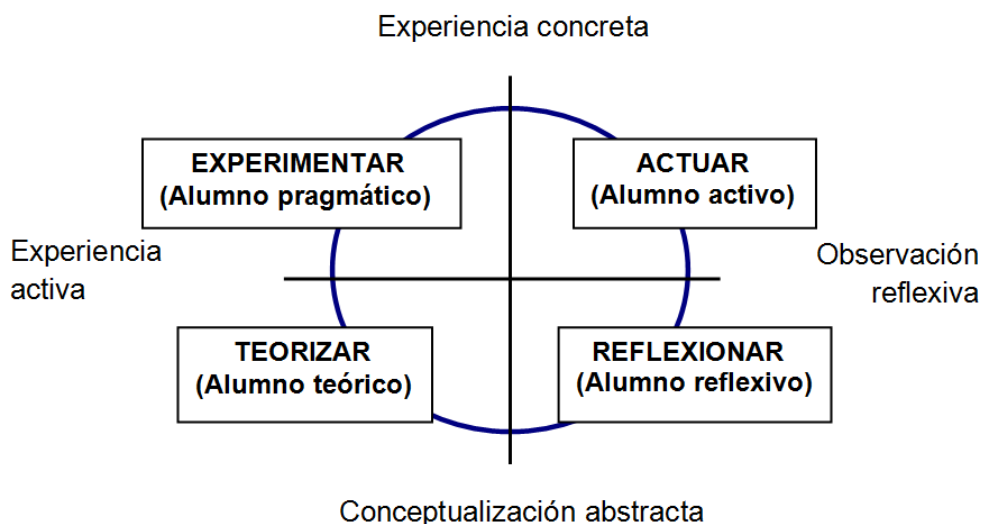 Experiencia concreta
EXPERIMENTAR
(Alumno pragmático)
ACTUAR
(Alumno activo)
Experiencia
activa
Observación
reflexiva
TEORIZAR
(Alumno teórico)
REFLEXIONAR
(Alumno reflexivo)
Conceptualización abstracta